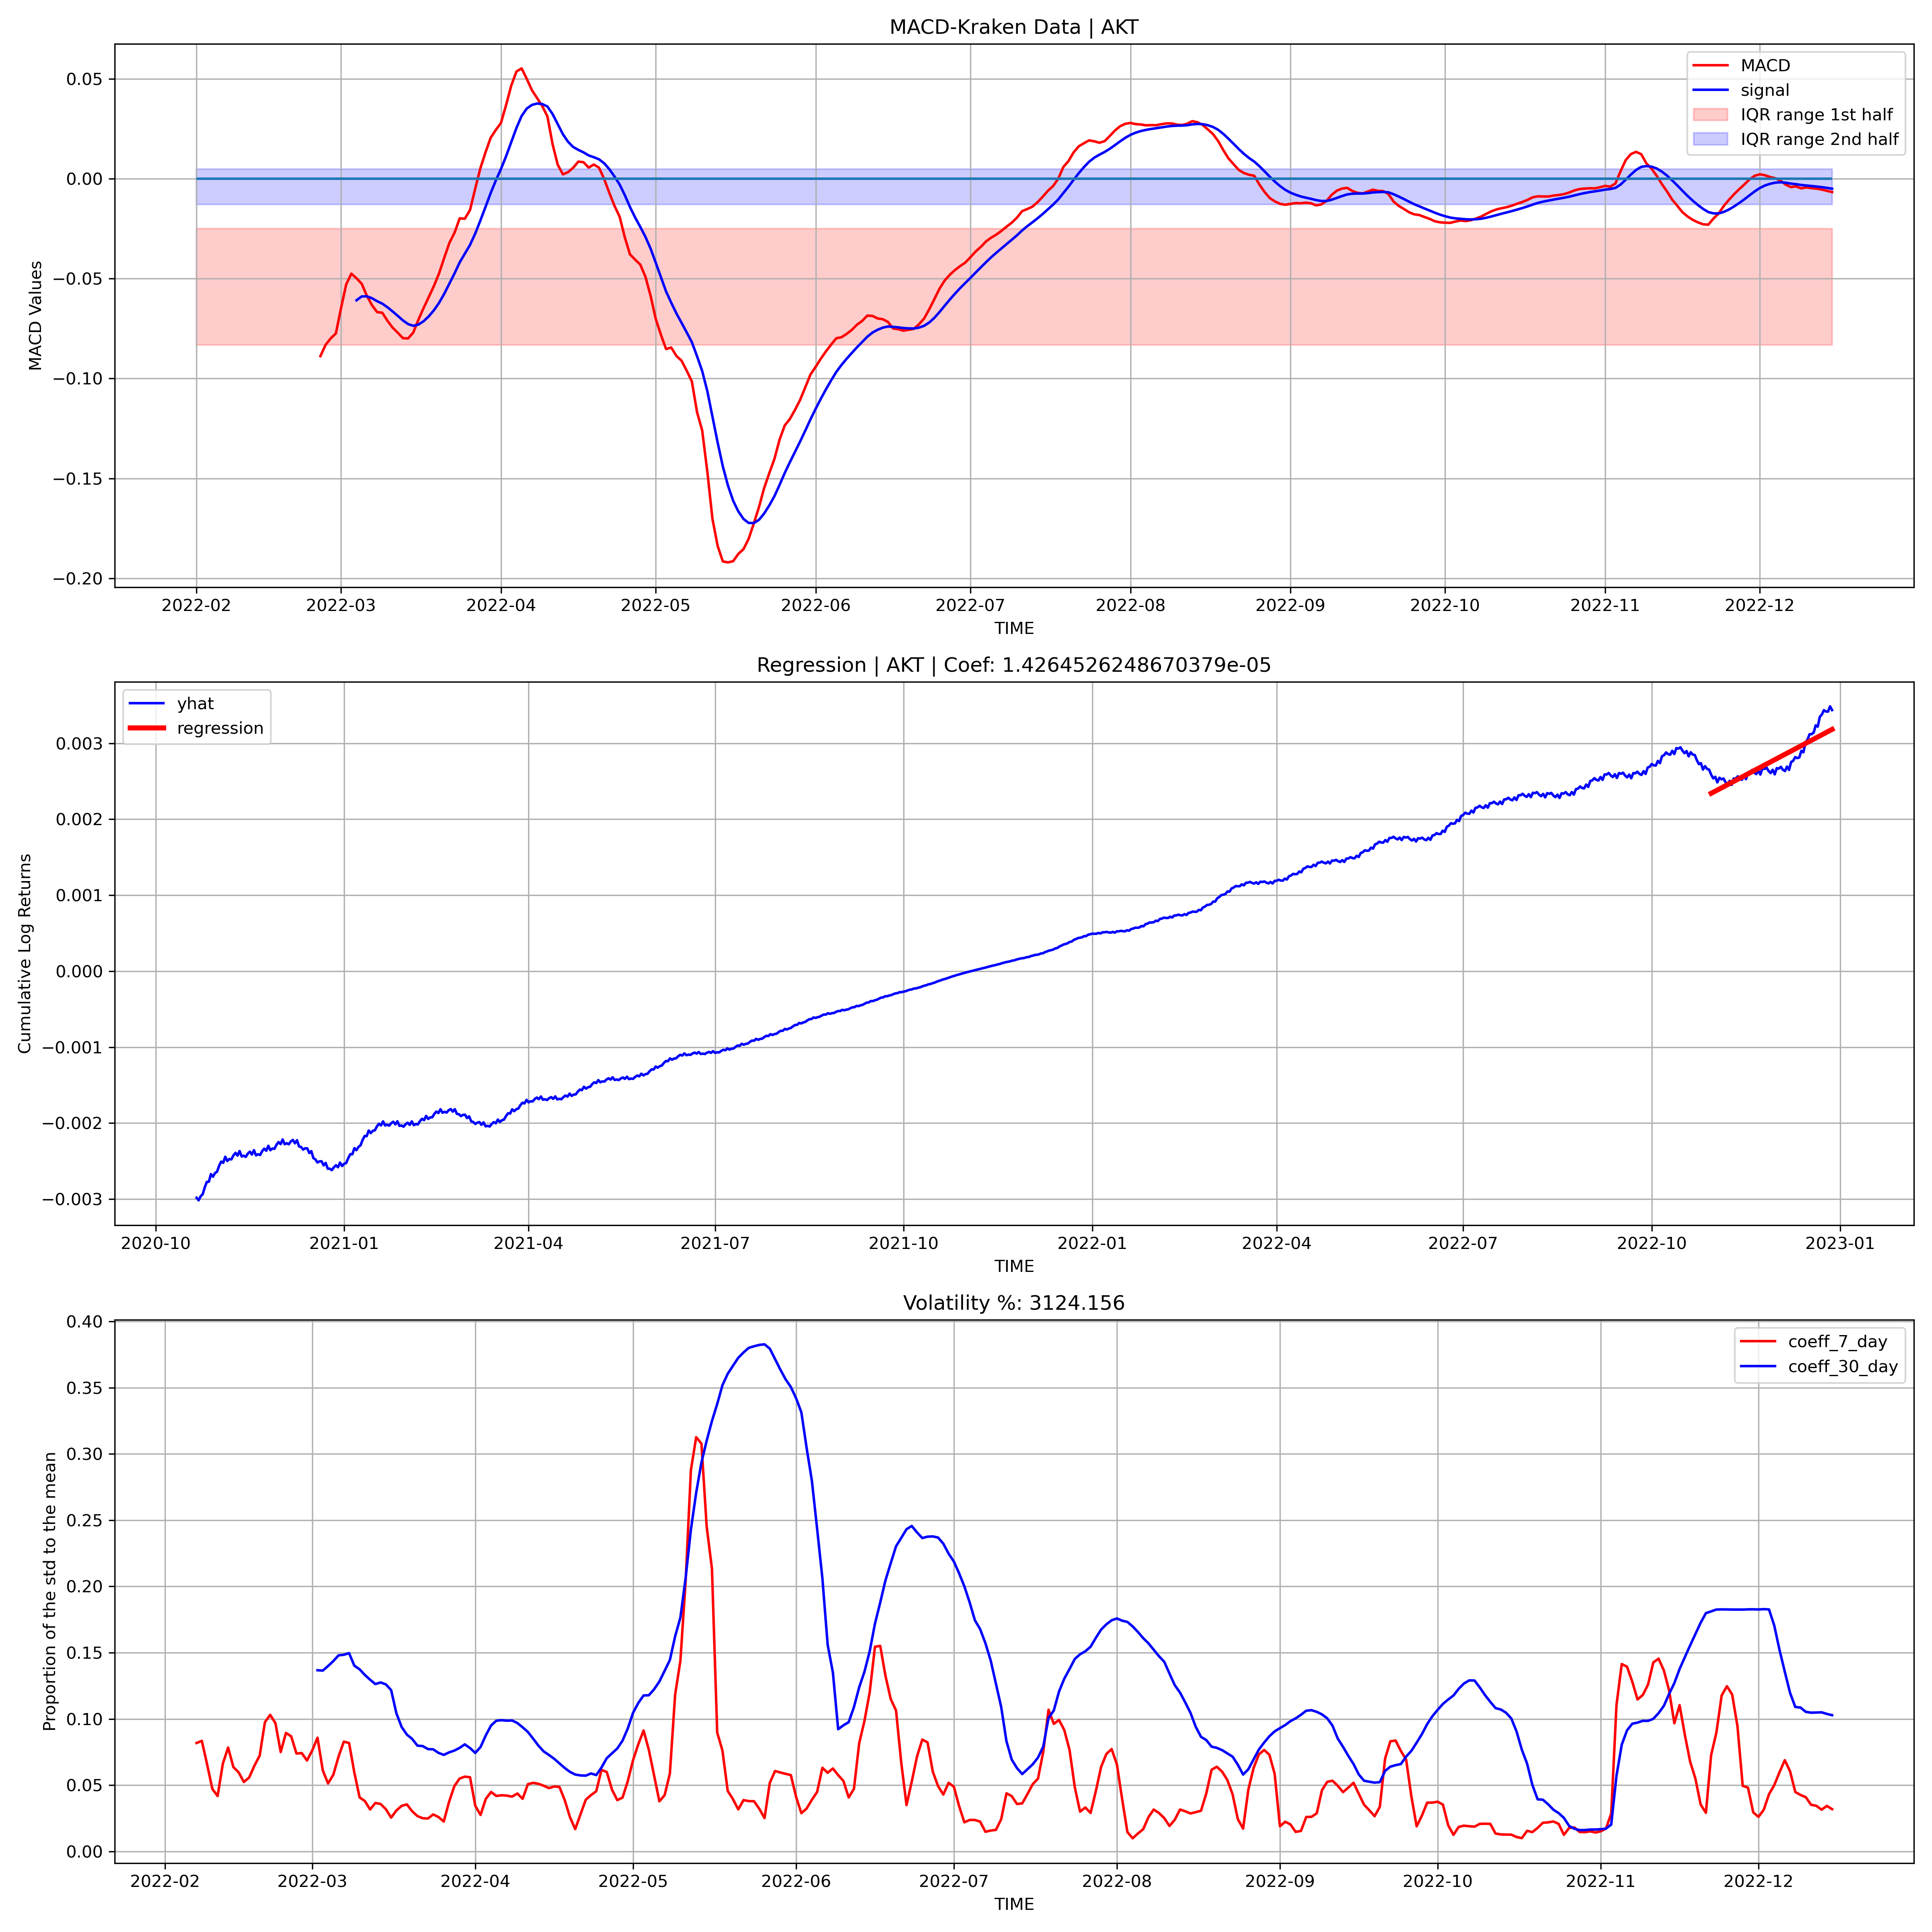 MACD-Kraken Data | AKT
MACD
signal
IQR range 1st half
IQR range 2nd half
MACD Values
0.05
0.00
−0.05
−0.10
−0.15
−0.20
2022-02 2022-03 2022-04 2022-05 2022-06 2022-07 2022-08 2022-09 2022-10 2022-11 2022-12
TIME
Regression | AKT | Coef: 1.4264526248670379e-05
yhat
regression
Cumulative Log Returns
0.003
0.002
0.001
0.000
−0.001
−0.002
−0.003
2020-10 2021-01 2021-04 2021-07 2021-10 2022-01 2022-04 2022-07 2022-10 2023-01
TIME
Volatility %: 3124.156
coeff_7_day
coeff_30_day
Proportion of the std to the mean
0.40
0.35
0.30
0.25
0.20
0.15
0.10
0.05
0.00
2022-02 2022-03 2022-04 2022-05 2022-06 2022-07 2022-08 2022-09 2022-10 2022-11 2022-12
TIME